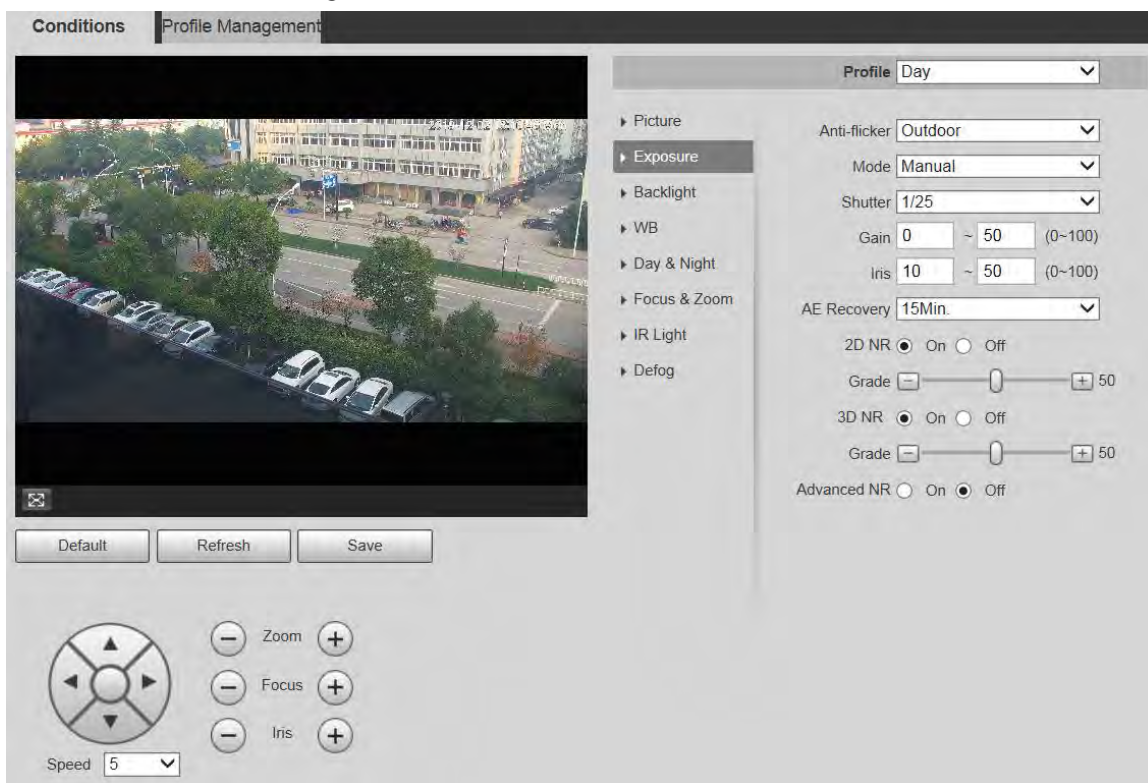 Conditions
Profile Management
Profile Day
Picture
Exposure
Backlight
WB
Day & Night
Focus & Zoom
IR Light
Defog
Anti-flicker Outdoor
Mode Manual
Shutter 1/25
Gain 0 ~ 50 (0~100)
Iris 10 ~ 50 (0~100)
AE Recovery 15Min.
2D NR On Off
Grade 50
3D NR On Off
Grade 50
Advanced NR On Off
Default Refresh Save
Zoom
Focus
Iris
Speed 5